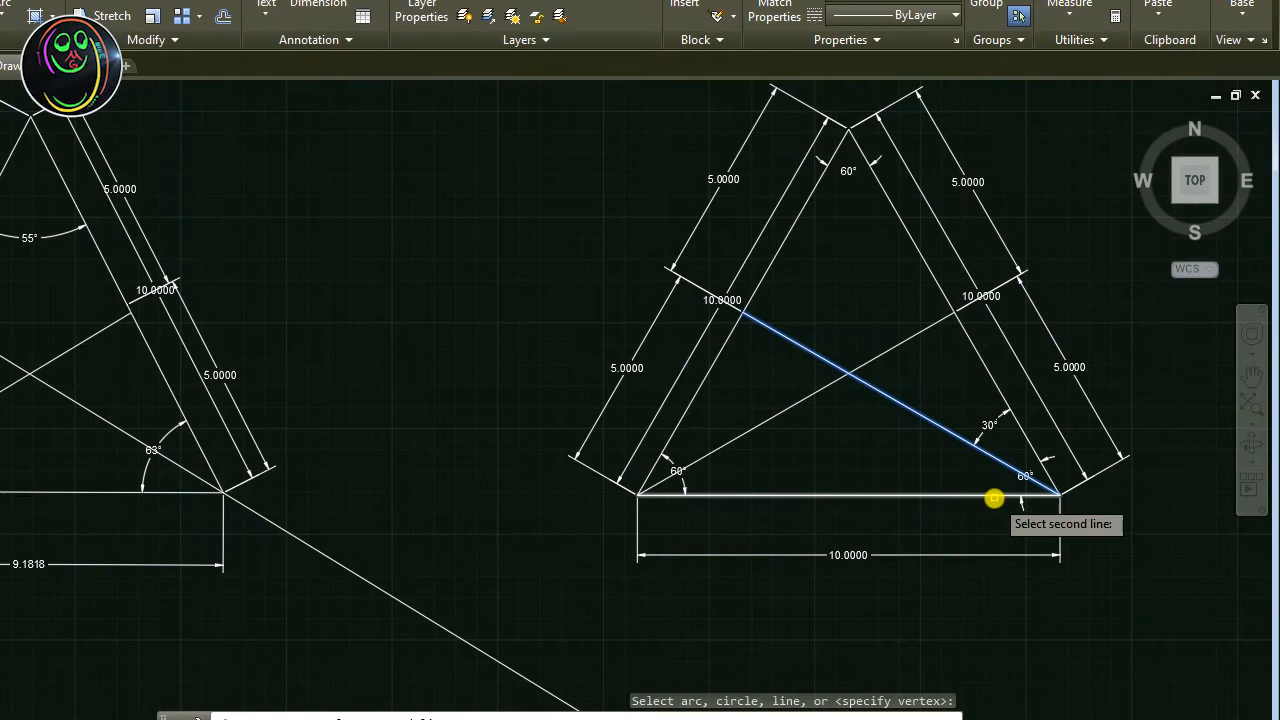 Stretch
Text
Dimension
Layer
Properties
Insert
Match
Properties
ByLayer
Group
Measure
Paste
Base
Modify
Annotation
Layers
Block
Properties
Groups
Utilities
Clipboard
View
N
W TOP E
S
WCS
5.0000
55°
10.0000
5.0000
63°
9.1818
5.0000
60°
5.0000
10.0000
10.0000
5.0000
5.0000
30°
60°
60°
10.0000
Select second line:
Select arc, circle, line, or <specify vertex>: